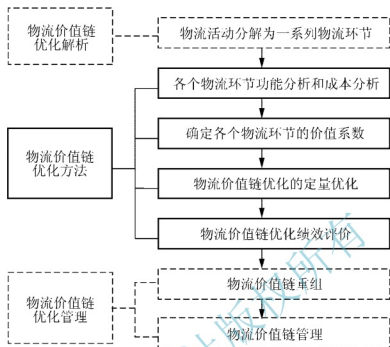 物流价值链
优化解析
物流活动分解为一系列物流环节
各个物流环节功能分析和成本分析
确定各个物流环节的价值系数
物流价值链
优化方法
物流价值链优化的定量优化
物流价值链优化绩效评价
物流价值链重组
物流价值链
优化管理
物流价值链管理
版权所有